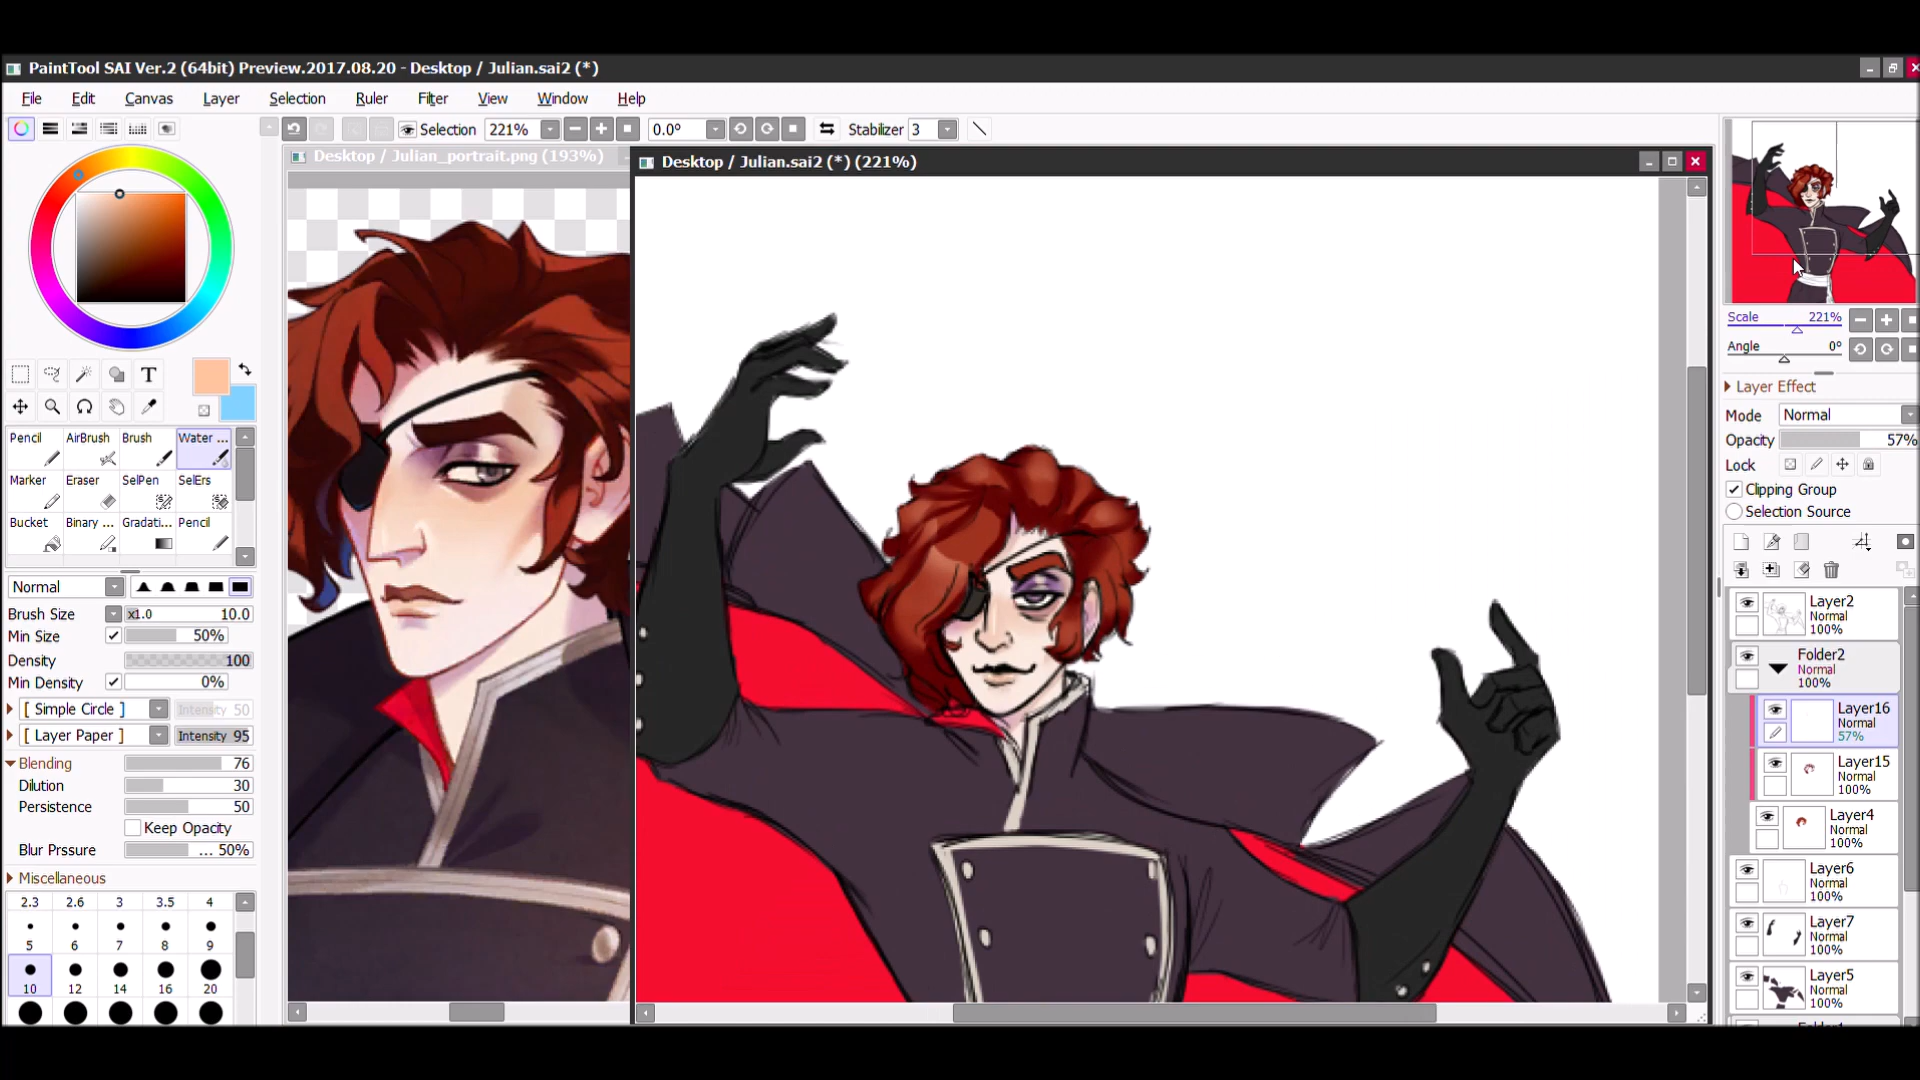 PaintTool SAI Ver.2 (64bit) Preview.2017.08.20 - Desktop / Julian.sai2 (*)
File Edit Canvas Layer Selection Ruler Filter View Window Help
Selection 221% 0.0º Stabilizer 3
Desktop / Julian_portrait.png (193%)
Desktop / Julian.sai2 (*) (221%)
Scale 221%
Angle 0º
Layer Effect
Mode Normal
Opacity 57%
Lock
Clipping Group
Selection Source
T
Pencil AirBrush Brush Water ...
Marker Eraser SelPen SelErs
Bucket Binary ... Gradati... Pencil
Normal
Brush Size x1.0 10.0
Min Size 50%
Density 100
Min Density 0%
[ Simple Circle ] Intensity 50
[ Layer Paper ] Intensity 95
Blending 76
Dilution 30
Persistence 50
Keep Opacity
Blur Prssure ... 50%
Miscellaneous
2.3 2.6 3 3.5 4
5 6 7 8 9
10 12 14 16 20
Layer2
Normal
100%
Folder2
Normal
100%
Layer16
Normal
57%
Layer15
Normal
100%
Layer4
Normal
100%
Layer6
Normal
100%
Layer7
Normal
100%
Layer5
Normal
100%